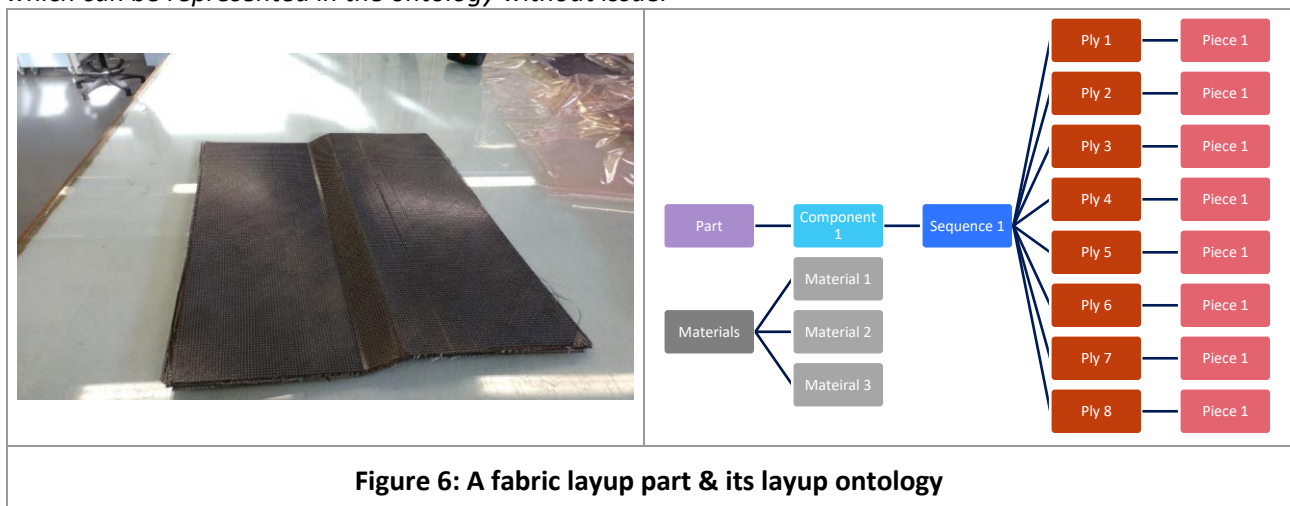 which can be represented in the ontology without issue.
Ply 1
Piece 1
Ply 2
Piece 1
Ply 3
Piece 1
Ply 4
Piece 1
Part
Component
1
Sequence 1
Ply 5
Piece 1
Material 1
Ply 6
Piece 1
Materials
Material 2
Ply 7
Piece 1
Mateiral 3
Ply 8
Piece 1
Figure 6: A fabric layup part & its layup ontology